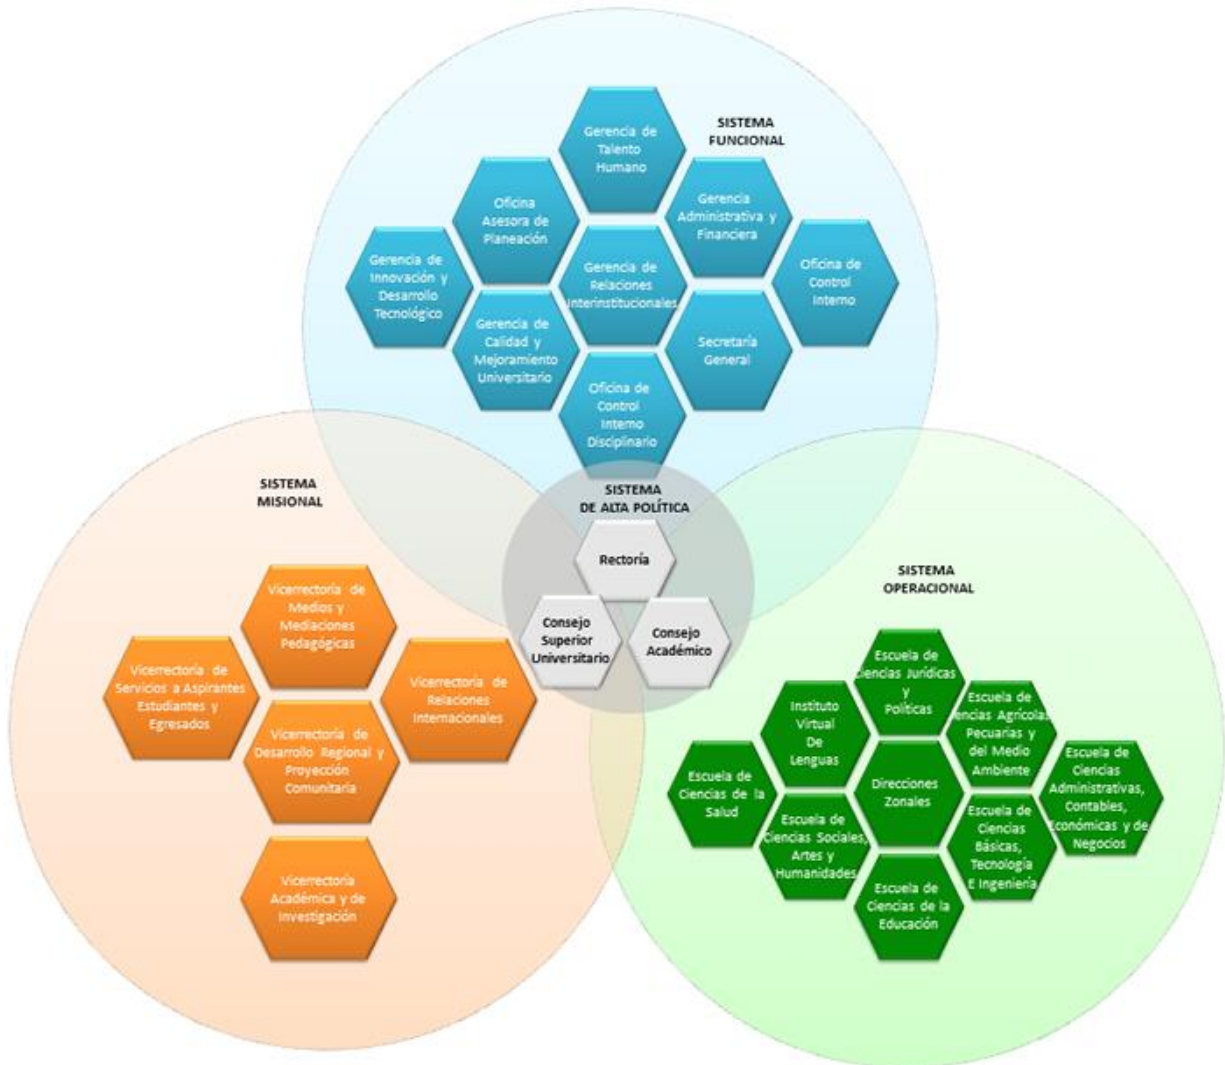 SISTEMA
FUNCIONAL
Gerencia de
Talento
Humano
Oficina
Asesora de
Planeación
Gerencia
Administrativa y
Financiera
Gerencia de
Innovación y
Desarrollo
Tecnológico
Gerencia de
Relaciones
Interinstitucionales
Oficina de
Control
Interno
Gerencia de
Calidad y
Mejoramiento
Universitario
Secretaría
General
Oficina de
Control
Interno
Disciplinario
SISTEMA
MISIONAL
Vicerrectoría de
Medios y
Mediaciones
Pedagógicas
Vicerrectoría de
Servicios a Aspirantes
Estudiantes y
Egresados
Vicerrectoría de
Relaciones
Internacionales
Vicerrectoría de
Desarrollo Regional y
Proyección
Comunitaria
Vicerrectoría
Académica y de
Investigación
SISTEMA
DE ALTA POLÍTICA
Rectoría
Consejo
Superior
Universitario
Consejo
Académico
SISTEMA
OPERACIONAL
Escuela de
Ciencias Jurídicas
y
Políticas
Instituto
Virtual
De
Lenguas
Escuela de
Ciencias Agrícolas
Pecuarias y
del Medio
Ambiente
Escuela de
Ciencias de la
Salud
Direcciones
Zonales
Escuela de
Ciencias
Administrativas,
Contables,
Económicas y de
Negocios
Escuela de
Ciencias Sociales,
Artes y
Humanidades
Escuela de
Ciencias
Básicas,
Tecnología
E Ingeniería
Escuela de
Ciencias de la
Educación